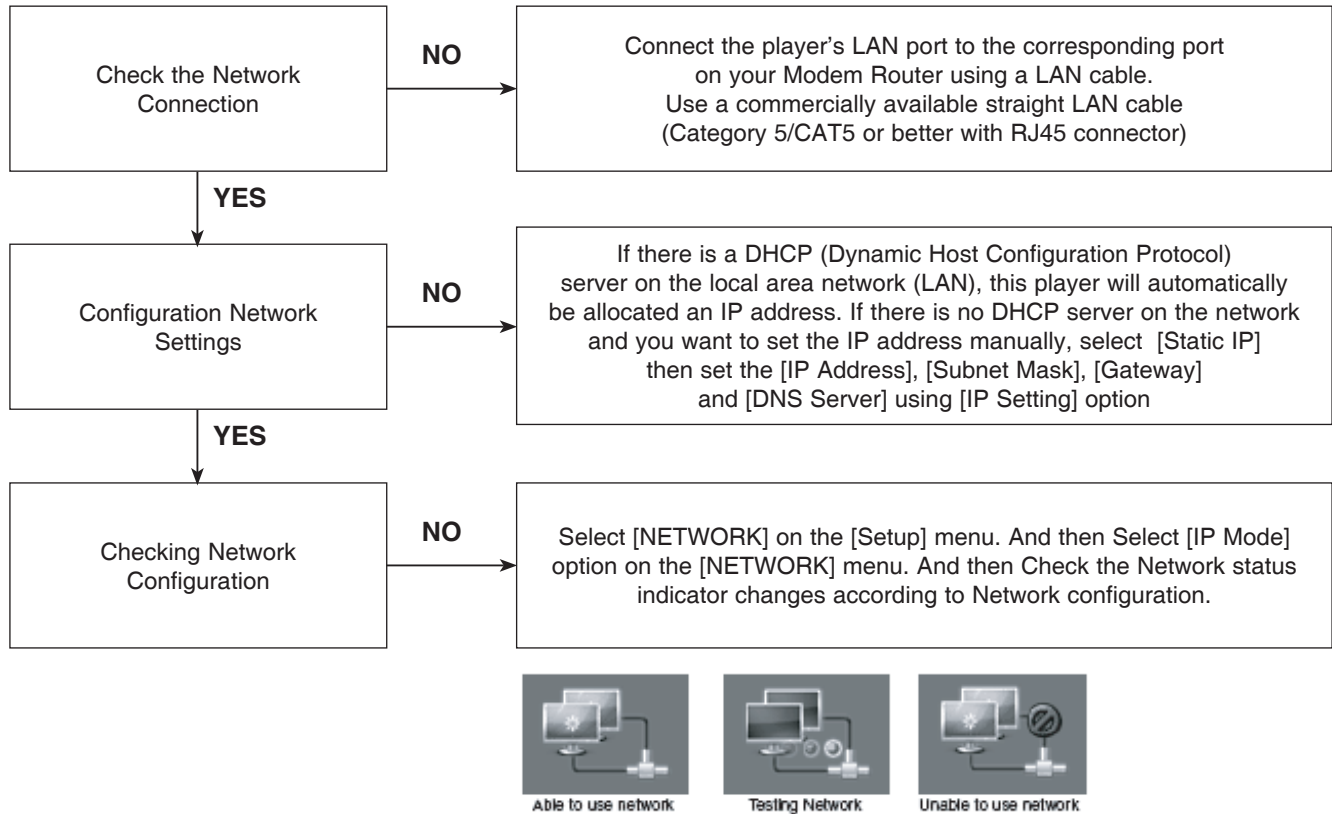 Check the Network
Connection
NO
Connect the player's LAN port to the corresponding port
on your Modem Router using a LAN cable.
Use a commercially available straight LAN cable
(Category 5/CAT5 or better with RJ45 connector)
YES
Configuration Network
Settings
NO
If there is a DHCP (Dynamic Host Configuration Protocol)
server on the local area network (LAN), this player will automatically
be allocated an IP address. If there is no DHCP server on the network
and you want to set the IP address manually, select [Static IP]
then set the [IP Address], [Subnet Mask], [Gateway]
and [DNS Server] using [IP Setting] option
YES
Checking Network
Configuration
NO
Select [NETWORK] on the [Setup] menu. And then Select [IP Mode]
option on the [NETWORK] menu. And then Check the Network status
indicator changes according to Network configuration.
Able to use network
Testing Network
Unable to use network